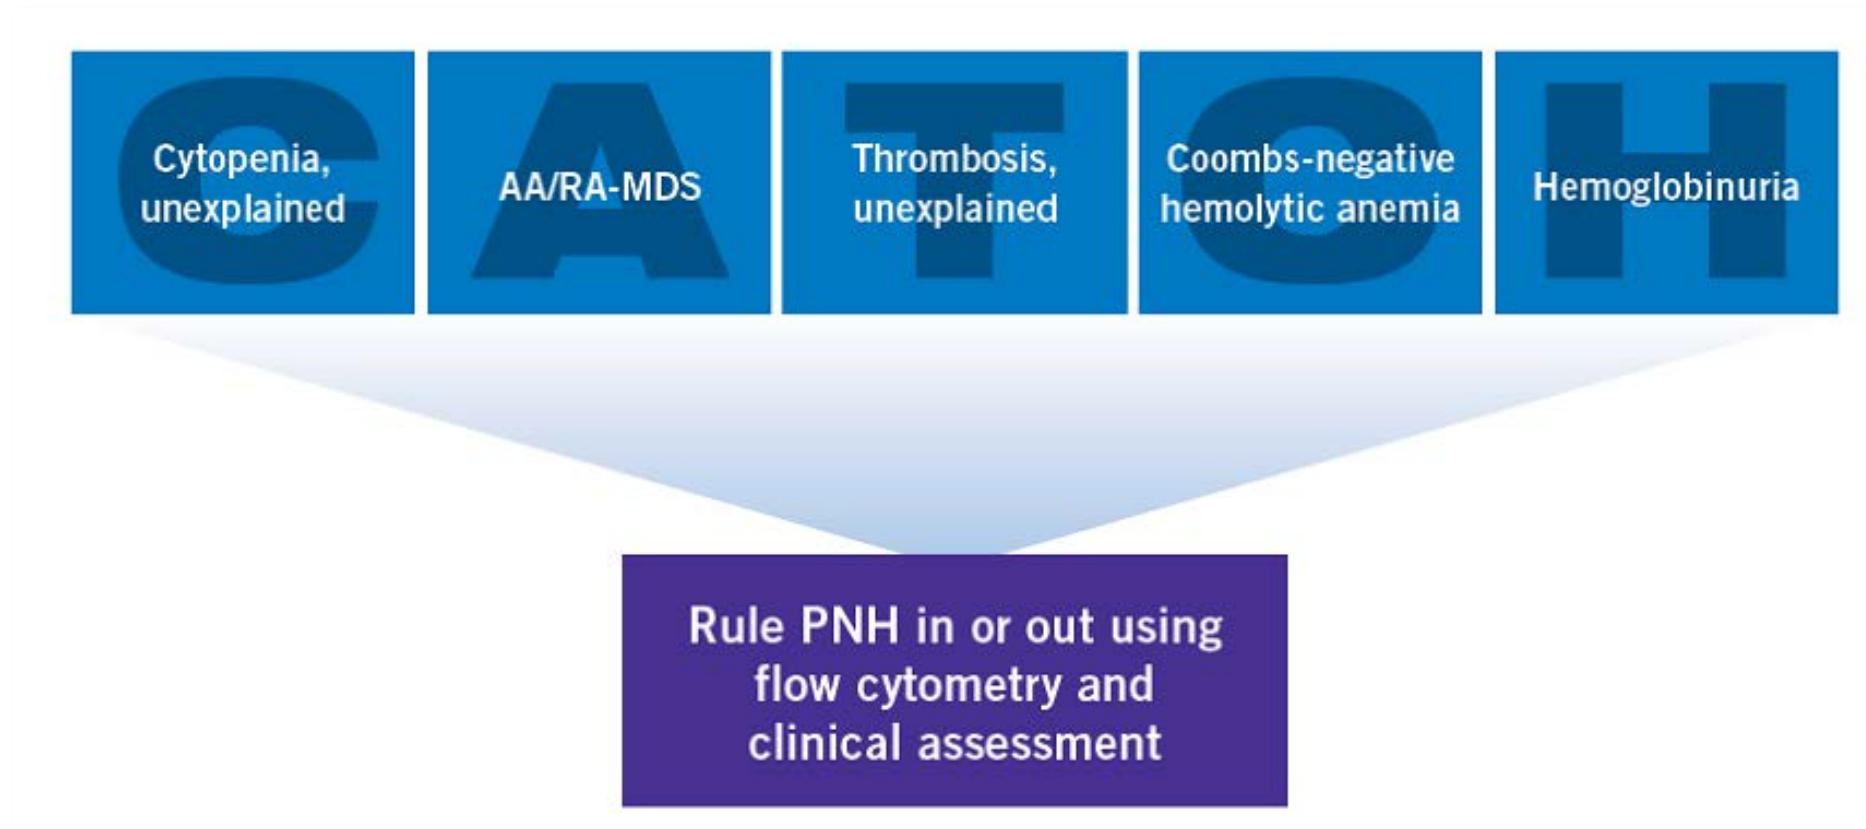 C A T C H
Cytopenia,
unexplained
AA/RA-MDS
Thrombosis,
unexplained
Coombs-negative
hemolytic anemia
Hemoglobinuria
Rule PNH in or out using
flow cytometry and
clinical assessment